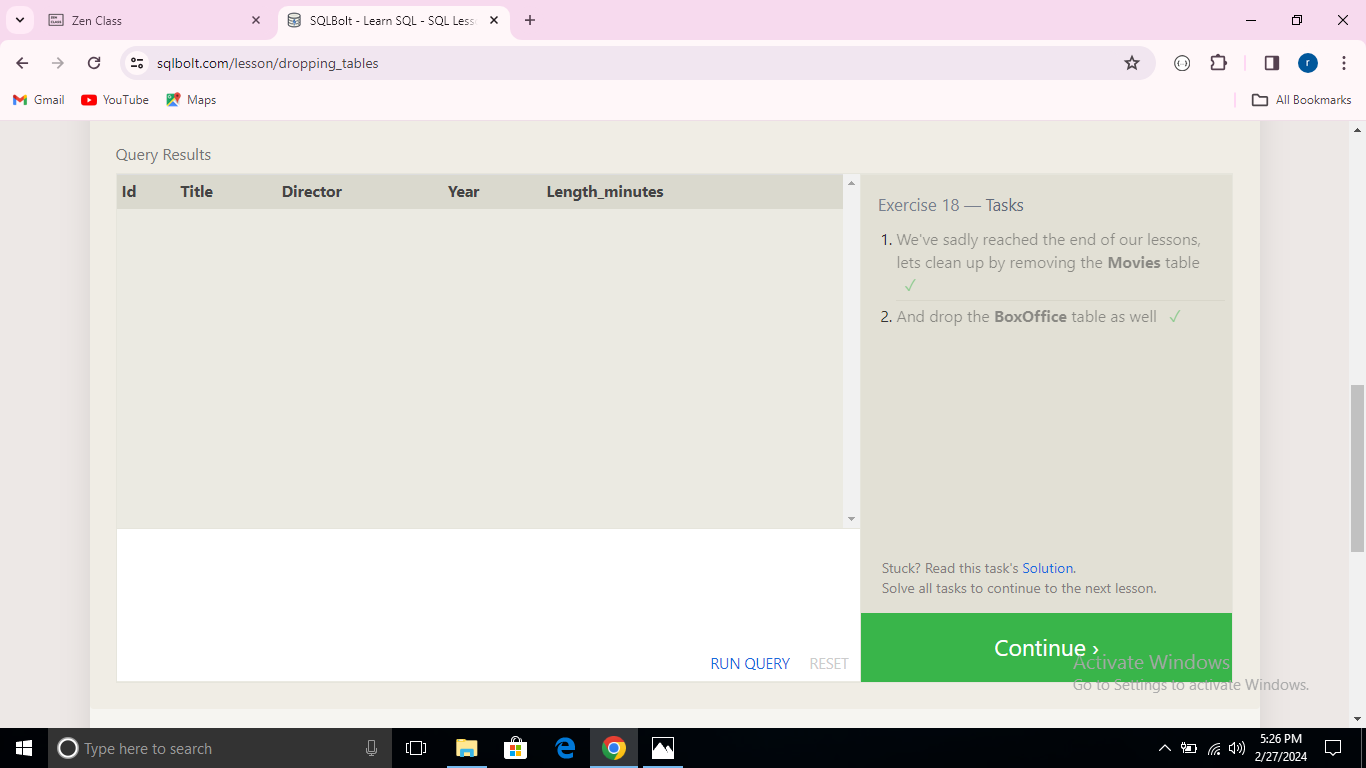 Zen Class
SQLBolt - Learn SQL - SQL Less
sqlbolt.com/lesson/dropping_tables
r
Gmail YouTube Maps All Bookmarks
Query Results
Id Title Director Year Length_minutes
Exercise 18 — Tasks
1. We've sadly reached the end of our lessons,
lets clean up by removing the Movies table
✓
2. And drop the BoxOffice table as well ✓
Stuck? Read this task's Solution.
Solve all tasks to continue to the next lesson.
RUN QUERY RESET
Continue ›
Activate Windows
Go to Settings to activate Windows.
Type here to search
5:26 PM
2/27/2024